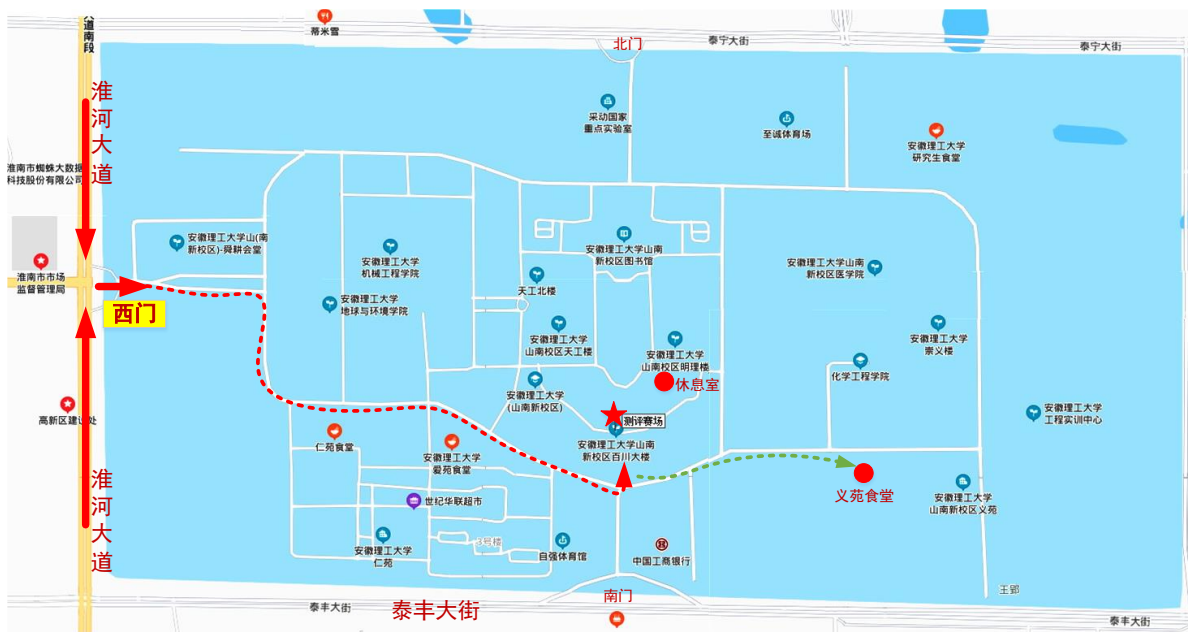 大道南段
蒂米雪
北门
泰宁大街
泰宁大街
淮
河
大
道
采动国家
重点实验室
至诚体育场
安徽理工大学
研究生食堂
淮南市蜘蛛大数据
科技股份有限公司
安徽理工大学山(南
新校区)-舜耕会堂
安徽理工大学
机械工程学院
安徽理工大学山南
新校区图书馆
安徽理工大学山南
新校区医学院
淮南市市场
监督管理局
天工北楼
西门
安徽理工大学
地球与环境学院
安徽理工大学
山南校区天工楼
安徽理工大学
山南校区明理楼
安徽理工大学
崇义楼
休息室
化学工程学院
安徽理工大学
(山南新校区)
测评赛场
高新区建设处
安徽理工大学
工程实训中心
仁苑食堂
安徽理工大学
爱苑食堂
安徽理工大学山南
新校区百川大楼
义苑食堂
淮
河
大
道
世纪华联超市
安徽理工大学
山南新校区义苑
安徽理工大学
仁苑
3号楼
自强体育馆
中国工商银行
王郢
南门
泰丰大街
泰丰大街
泰丰大街